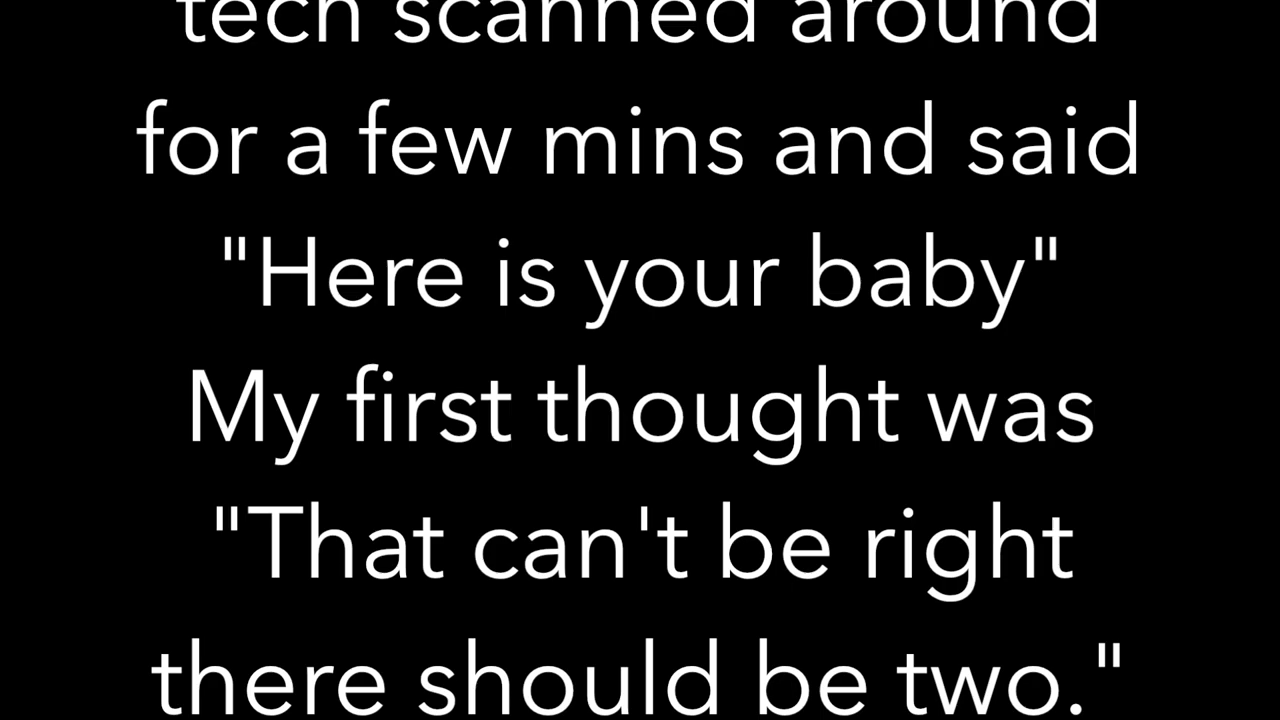 tech scanned around
for a few mins and said
"Here is your baby"
My first thought was
"That can't be right
there should be two."